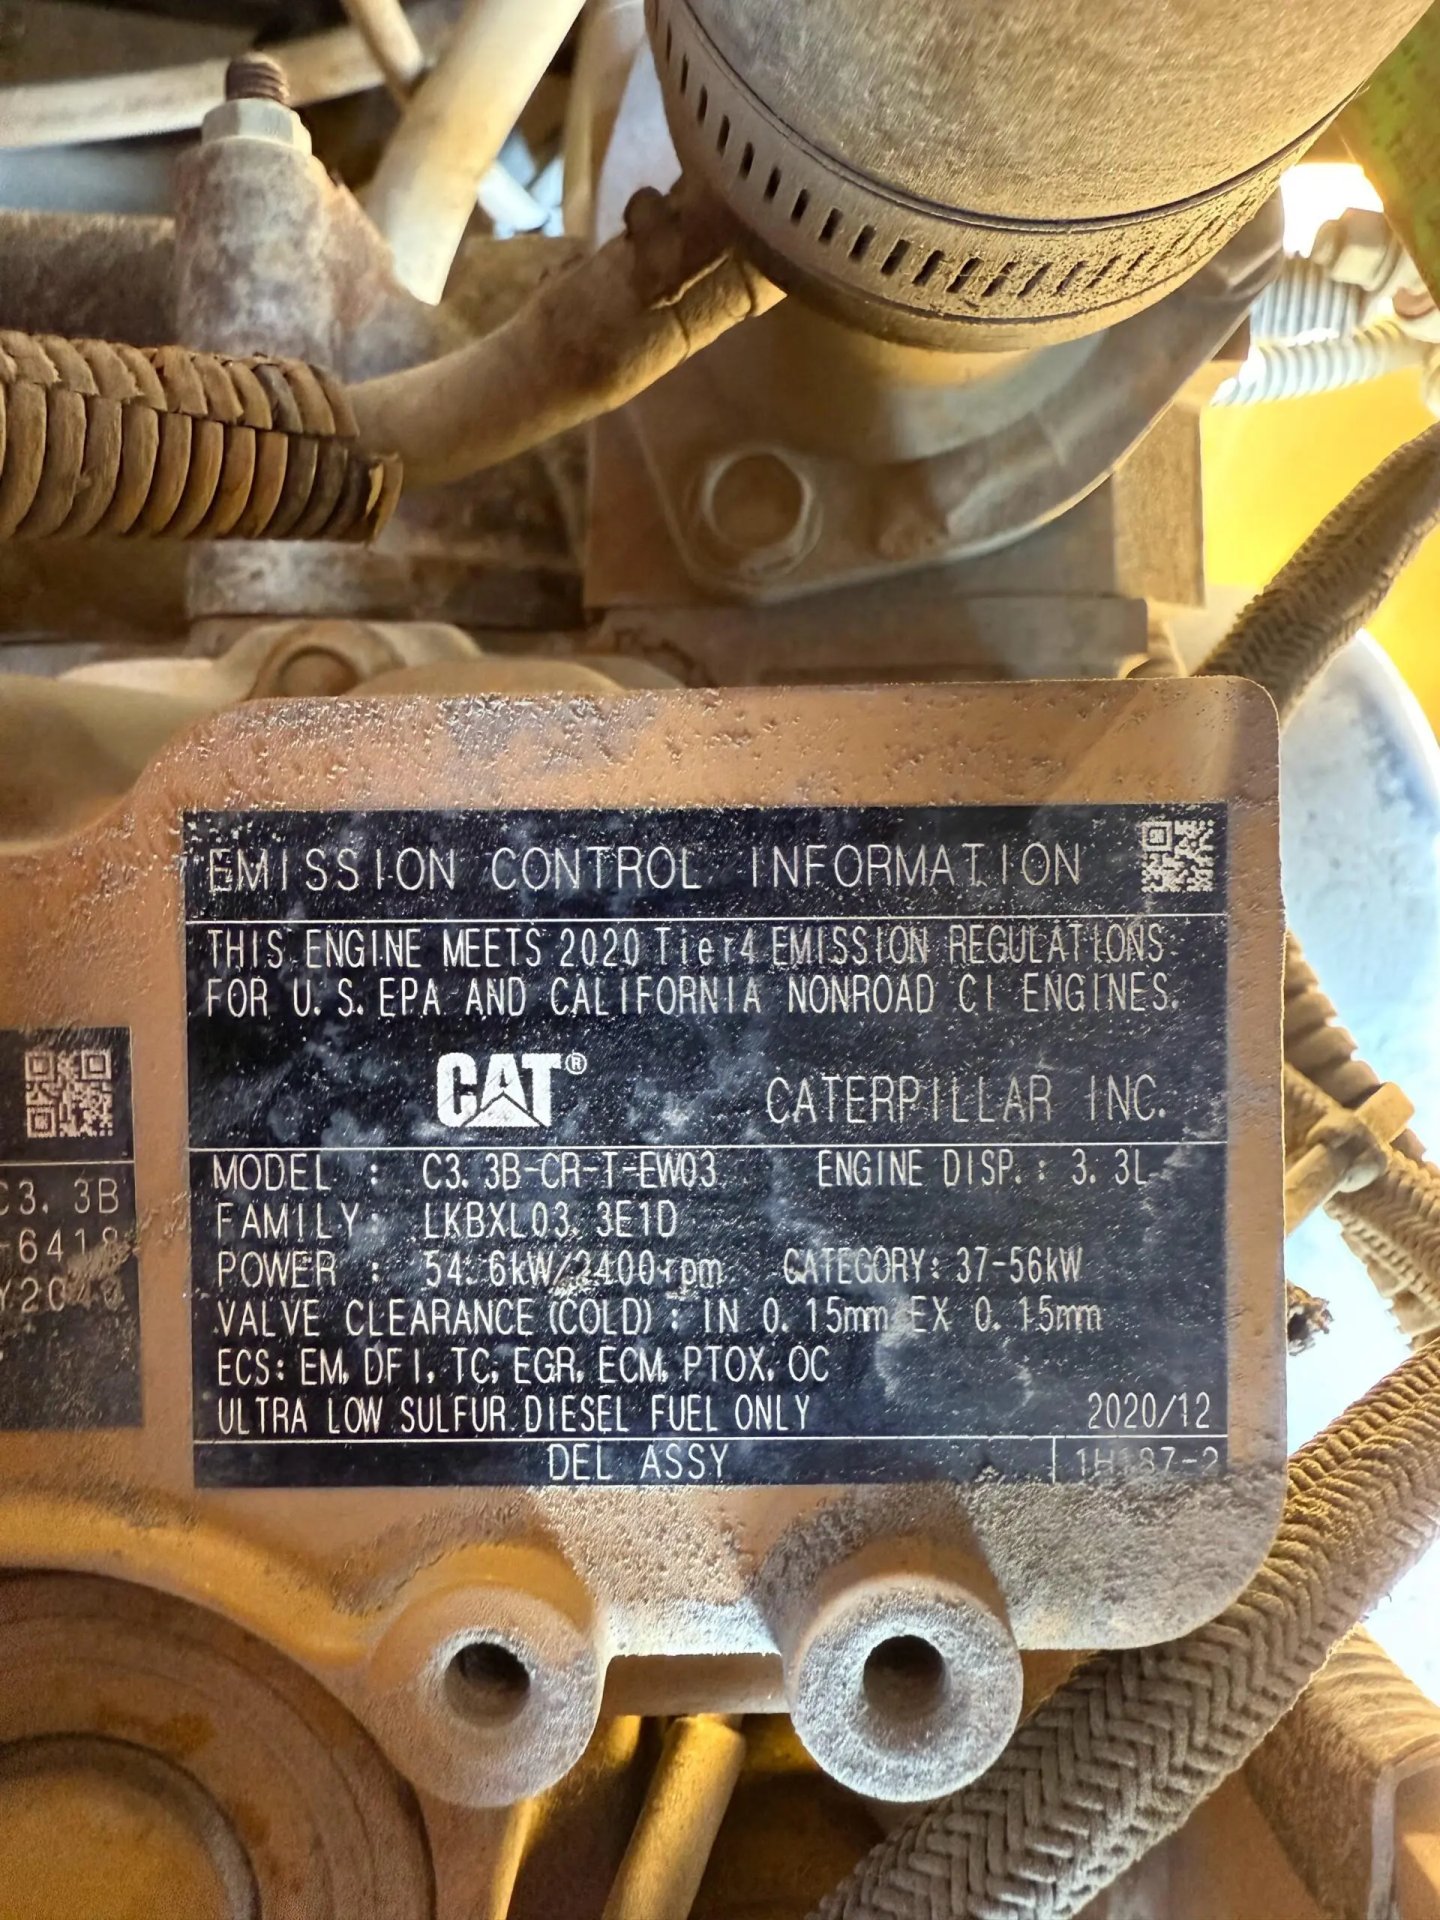 EMISSION CONTROL INFORMATION
THIS ENGINE MEETS 2020 Tier4 EMISSION REGULATIONS
FOR U.S.EPA AND CALIFORNIA NONROAD CI ENGINES.
CAT® CATERPILLAR INC.
MODEL : C3.3B-CR-T-EW03 ENGINE DISP.: 3.3L
FAMILY: LKBXL03.3E1D
POWER : 54.6kW/2400rpm CATEGORY: 37-56kW
VALVE CLEARANCE (COLD) : IN 0.15mm EX 0.15mm
ECS: EM, DFI, TC, EGR, ECM, PTOX, OC
ULTRA LOW SULFUR DIESEL FUEL ONLY 2020/12
DEL ASSY
C3.3B